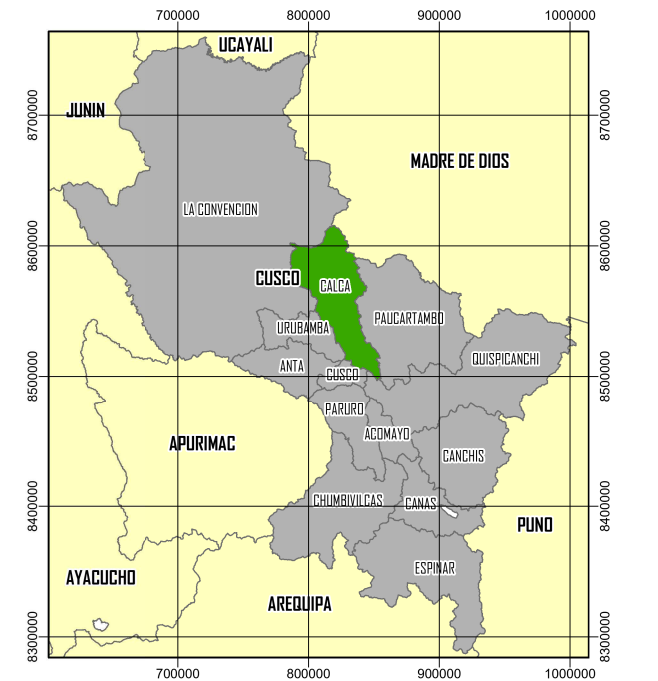 700000 800000 900000 1000000
UCAYALI
8700000 JUNIN 8700000
MADRE DE DIOS
LA CONVENCION
8600000 8600000
CUSCO
CALCA
PAUCARTAMBO
URUBAMBA
QUISPICANCHI
ANTA
CUSCO
8500000 8500000
PARURO
ACOMAYO
APURIMAC
CANCHIS
CHUMBIVILCAS
CANAS
8400000 8400000
PUNO
ESPINAR
AYACUCHO
AREQUIPA
8300000 8300000
700000 800000 900000 1000000